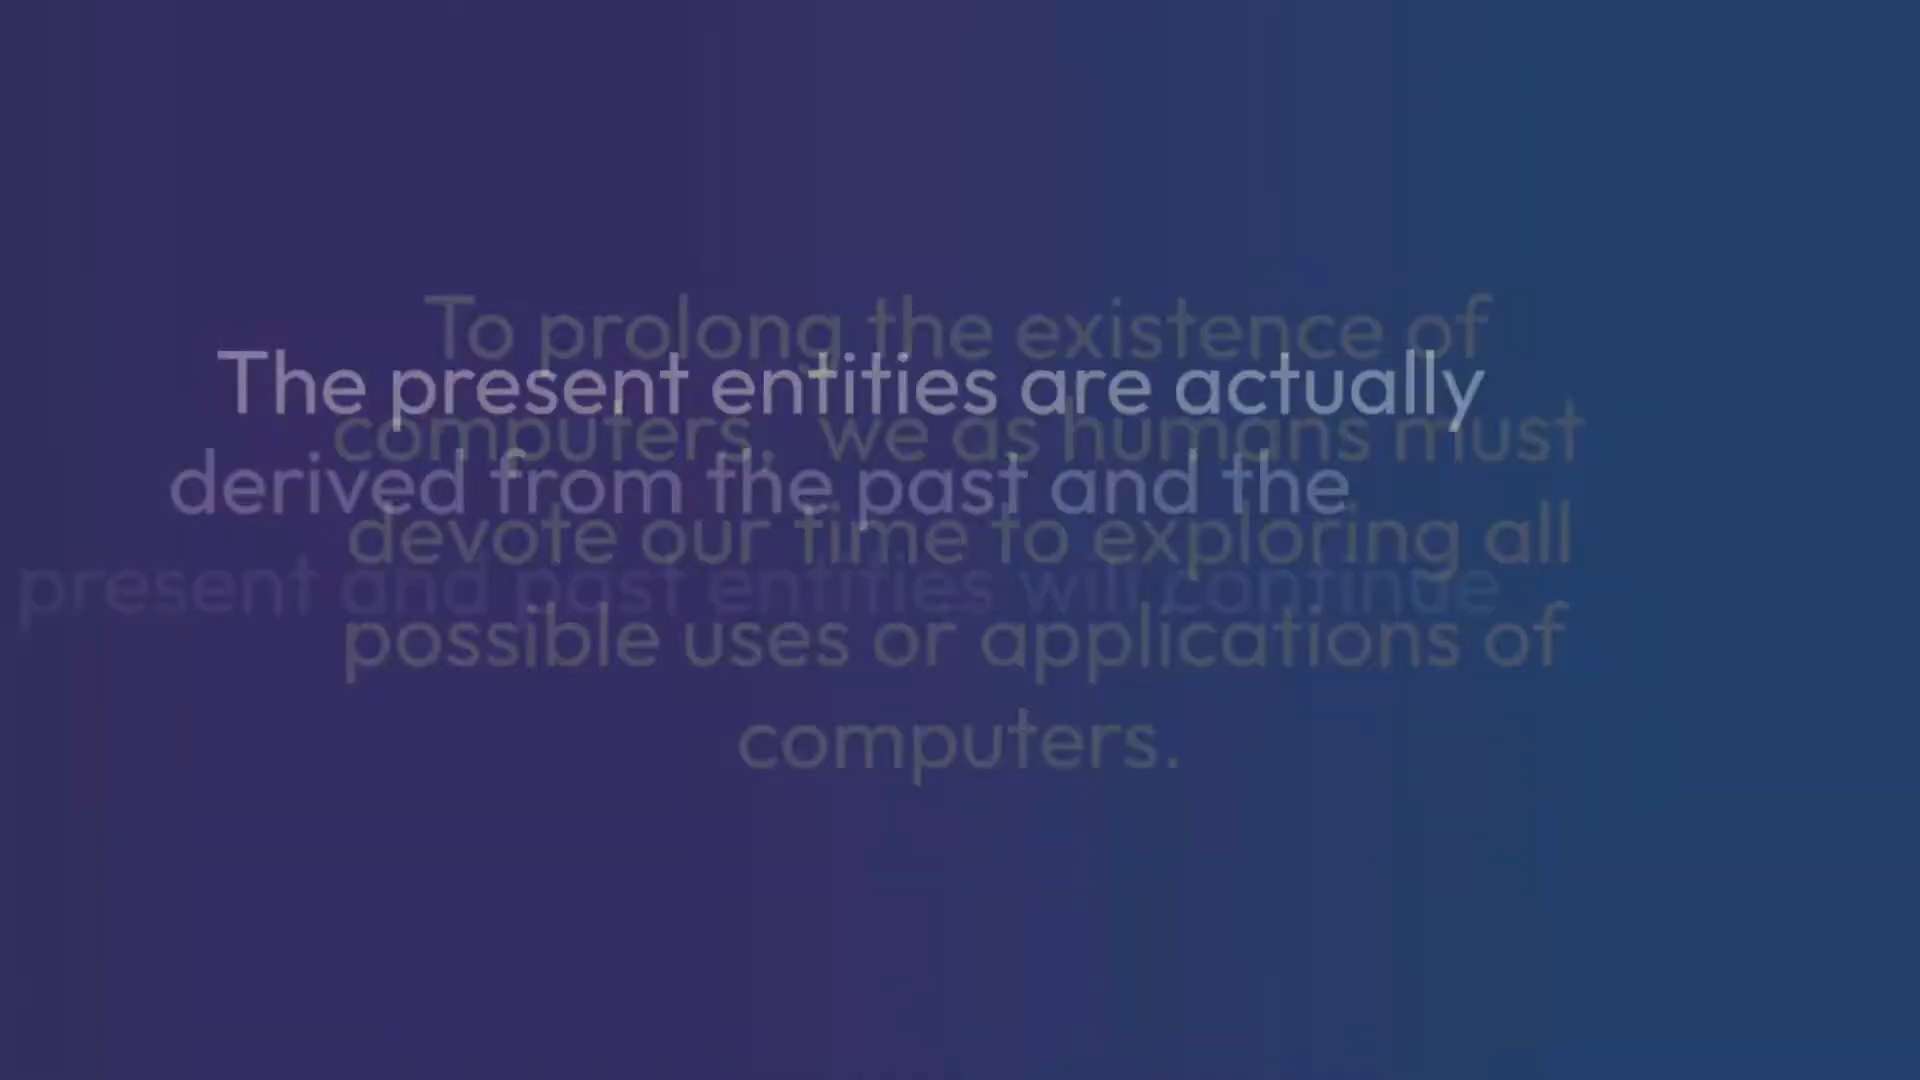 To prolong the existence of
computers, we as humans must
devote our time to exploring all
possible uses or applications of
computers.
The present entities are actually
derived from the past and the
present and past entities will continue